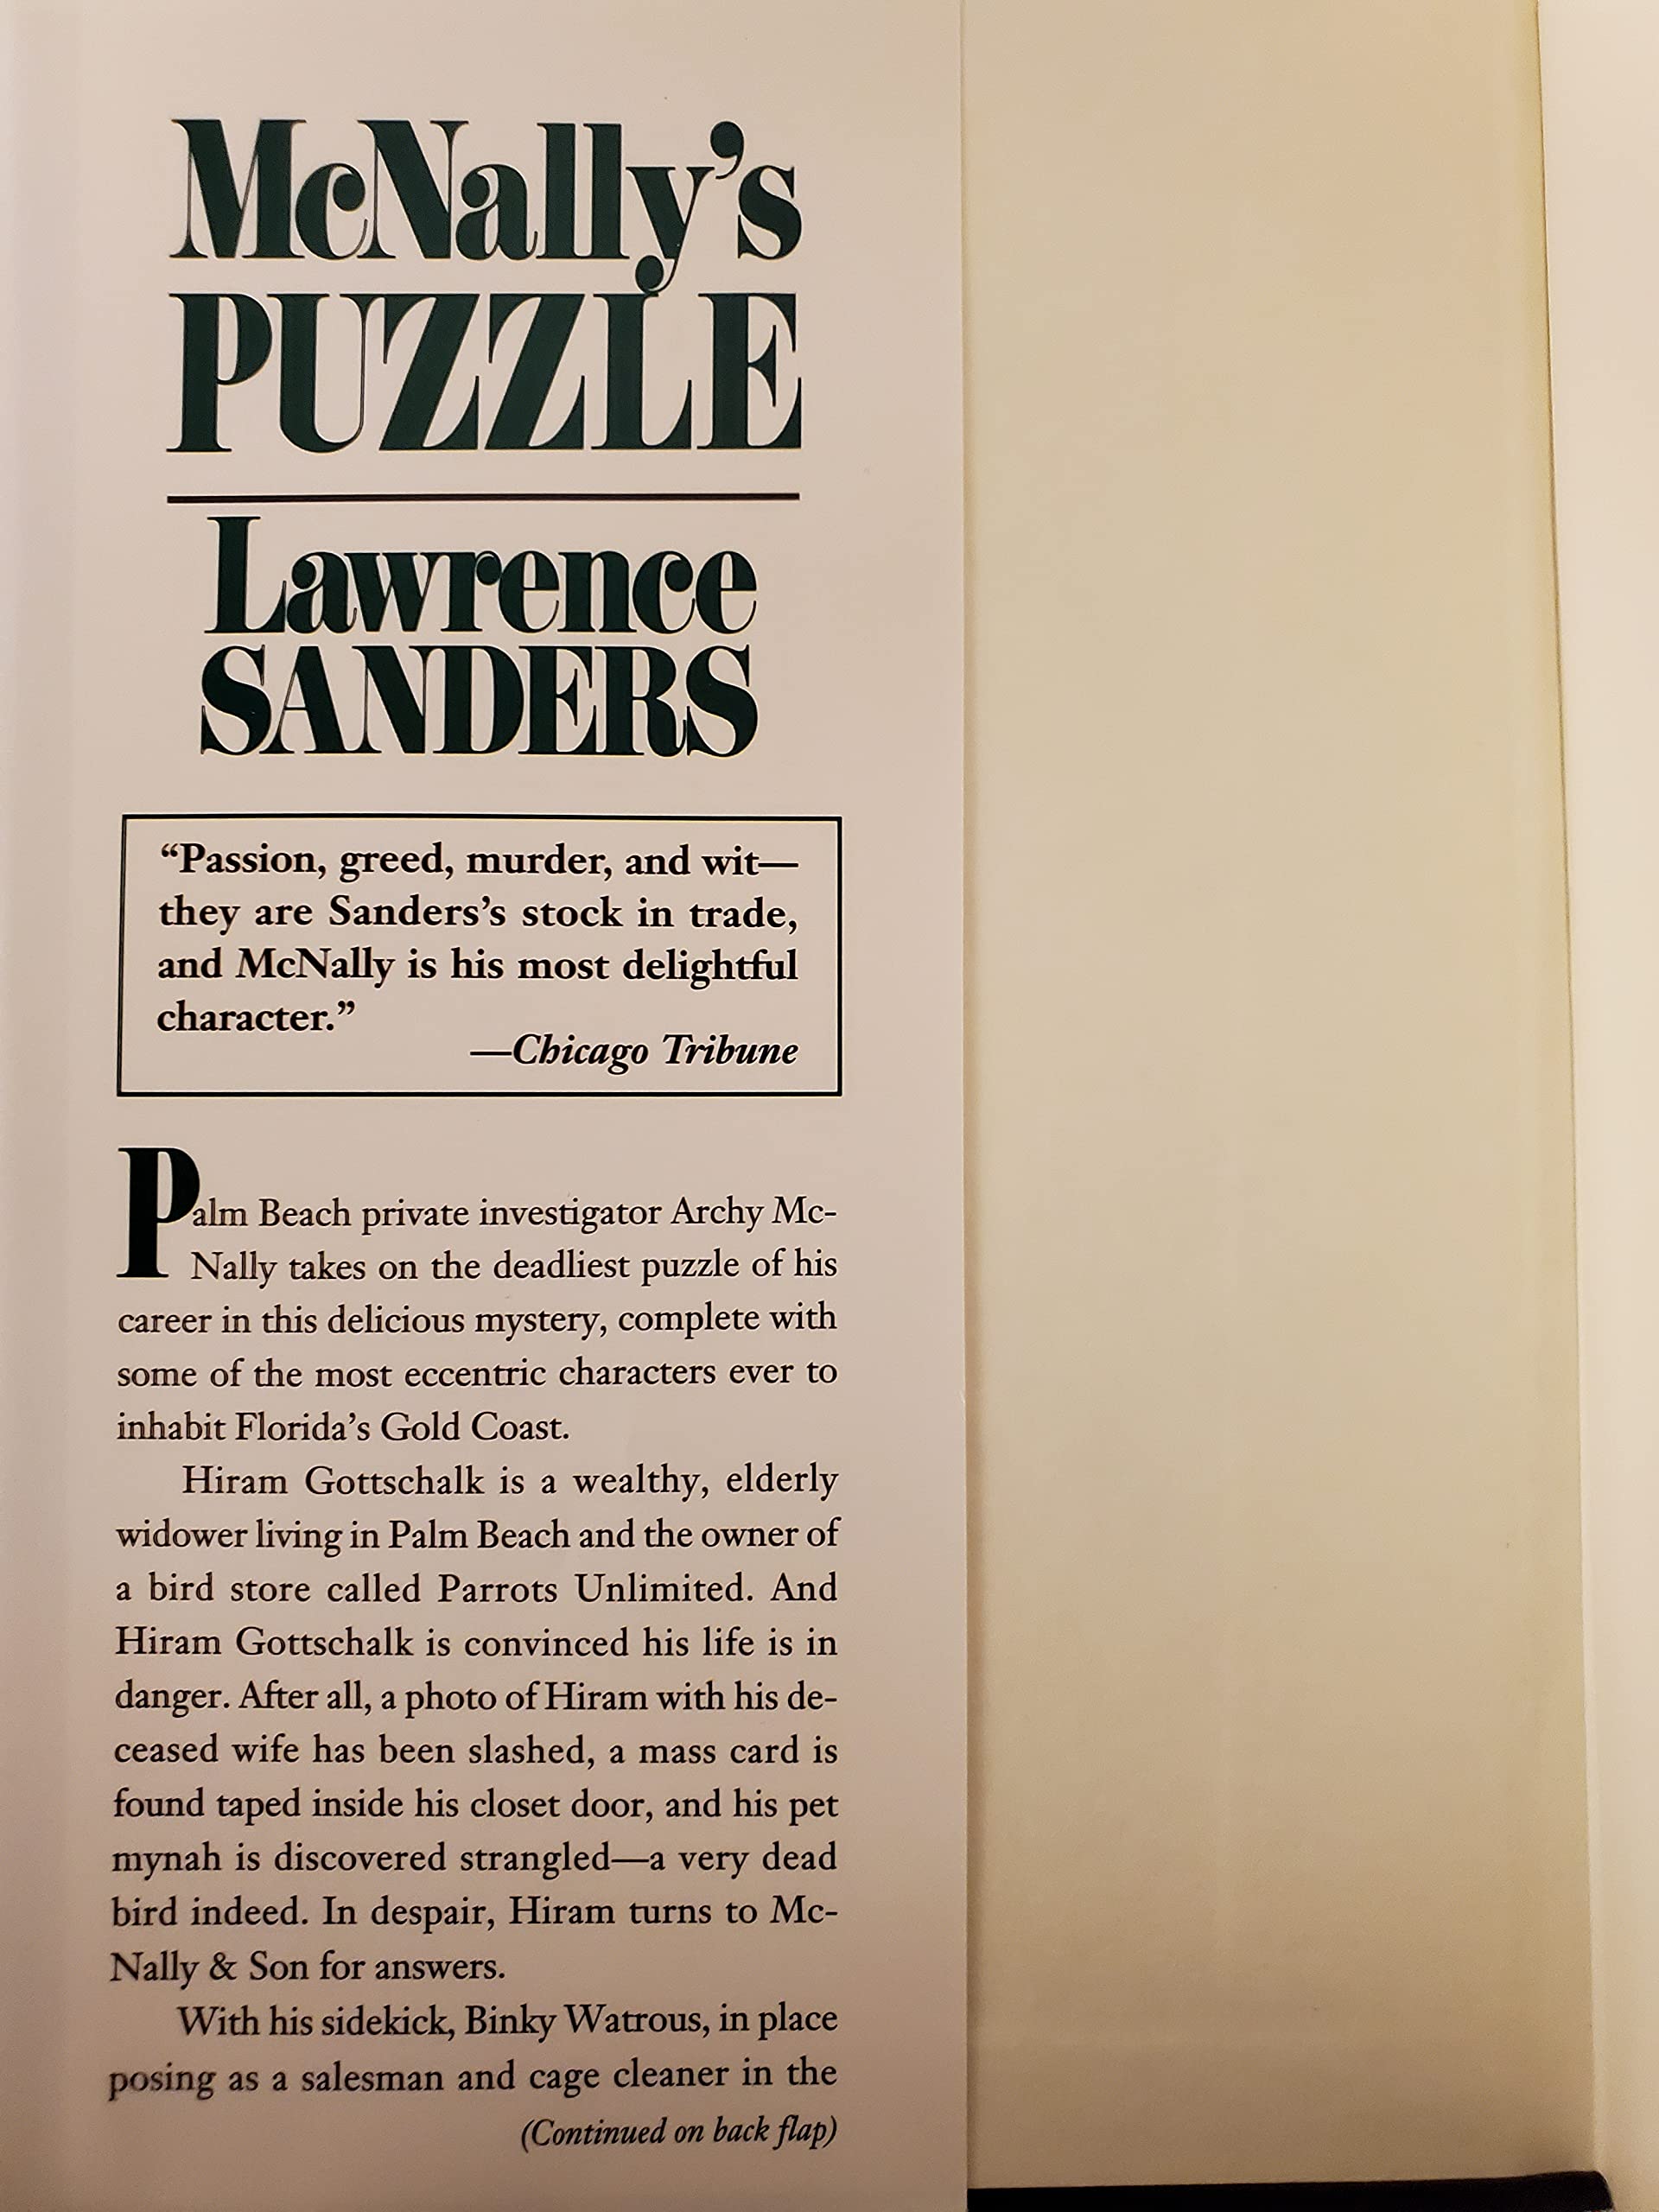 McNally’s
PUZZLE
Lawrence
SANDERS
“Passion, greed, murder, and wit—
they are Sanders’s stock in trade,
and McNally is his most delightful
character.”
—Chicago Tribune
Palm Beach private investigator Archy Mc-
Nally takes on the deadliest puzzle of his
career in this delicious mystery, complete with
some of the most eccentric characters ever to
inhabit Florida’s Gold Coast.
Hiram Gottschalk is a wealthy, elderly
widower living in Palm Beach and the owner of
a bird store called Parrots Unlimited. And
Hiram Gottschalk is convinced his life is in
danger. After all, a photo of Hiram with his de-
ceased wife has been slashed, a mass card is
found taped inside his closet door, and his pet
mynah is discovered strangled—a very dead
bird indeed. In despair, Hiram turns to Mc-
Nally & Son for answers.
With his sidekick, Binky Watrous, in place
posing as a salesman and cage cleaner in the
(Continued on back flap)